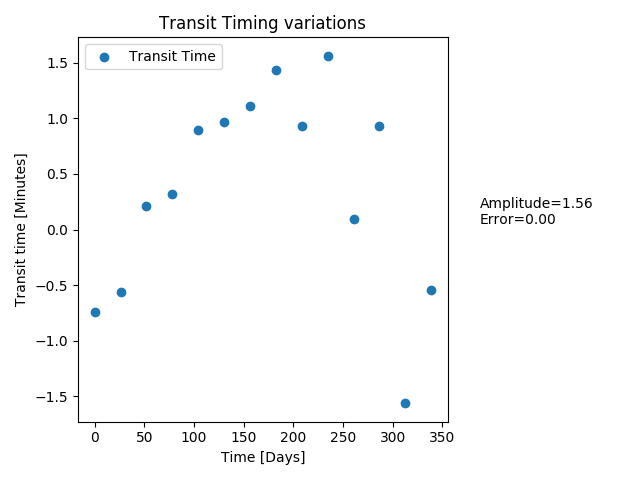 Transit Timing variations
Transit Time
1.5
1.0
0.5
0.0
−0.5
−1.0
−1.5
Transit time [Minutes]
0 50 100 150 200 250 300 350
Time [Days]
Amplitude=1.56
Error=0.00